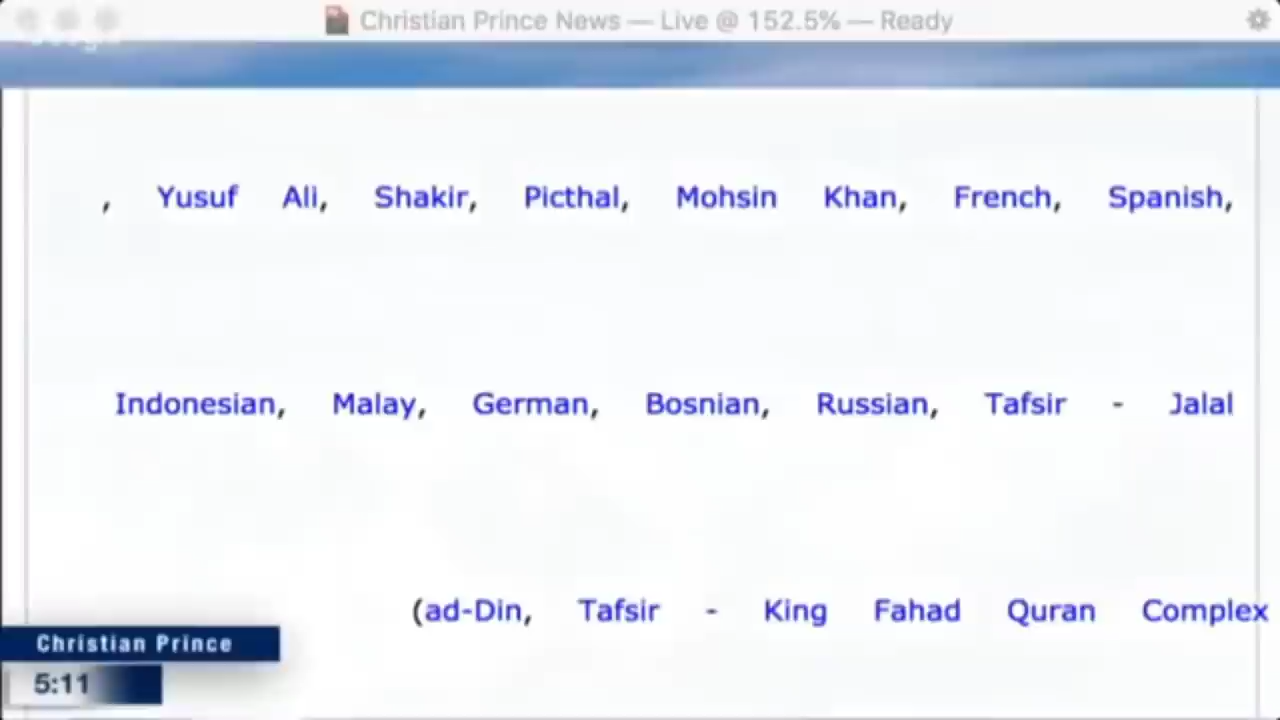 Christian Prince News — Live @ 152.5% — Ready
, Yusuf Ali, Shakir, Picthal, Mohsin Khan, French, Spanish,
Indonesian, Malay, German, Bosnian, Russian, Tafsir - Jalal
(ad-Din, Tafsir - King Fahad Quran Complex
Christian Prince
5:11